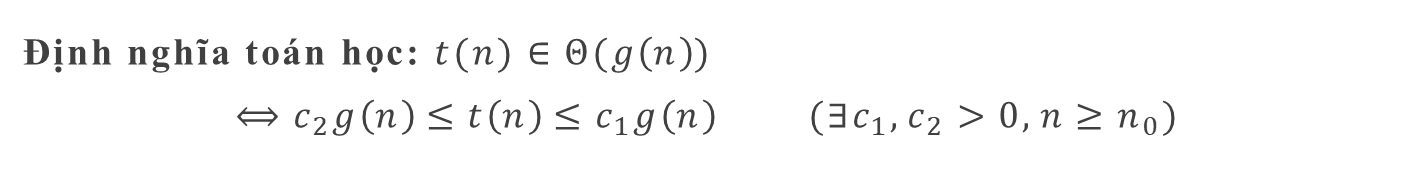 Định nghĩa toán học: 𝑡(𝑛) ∈ Θ(𝑔(𝑛))
⟺ 𝑐₂𝑔(𝑛) ≤ 𝑡(𝑛) ≤ 𝑐₁𝑔(𝑛) (∃𝑐₁, 𝑐₂ > 0, 𝑛 ≥ 𝑛₀)